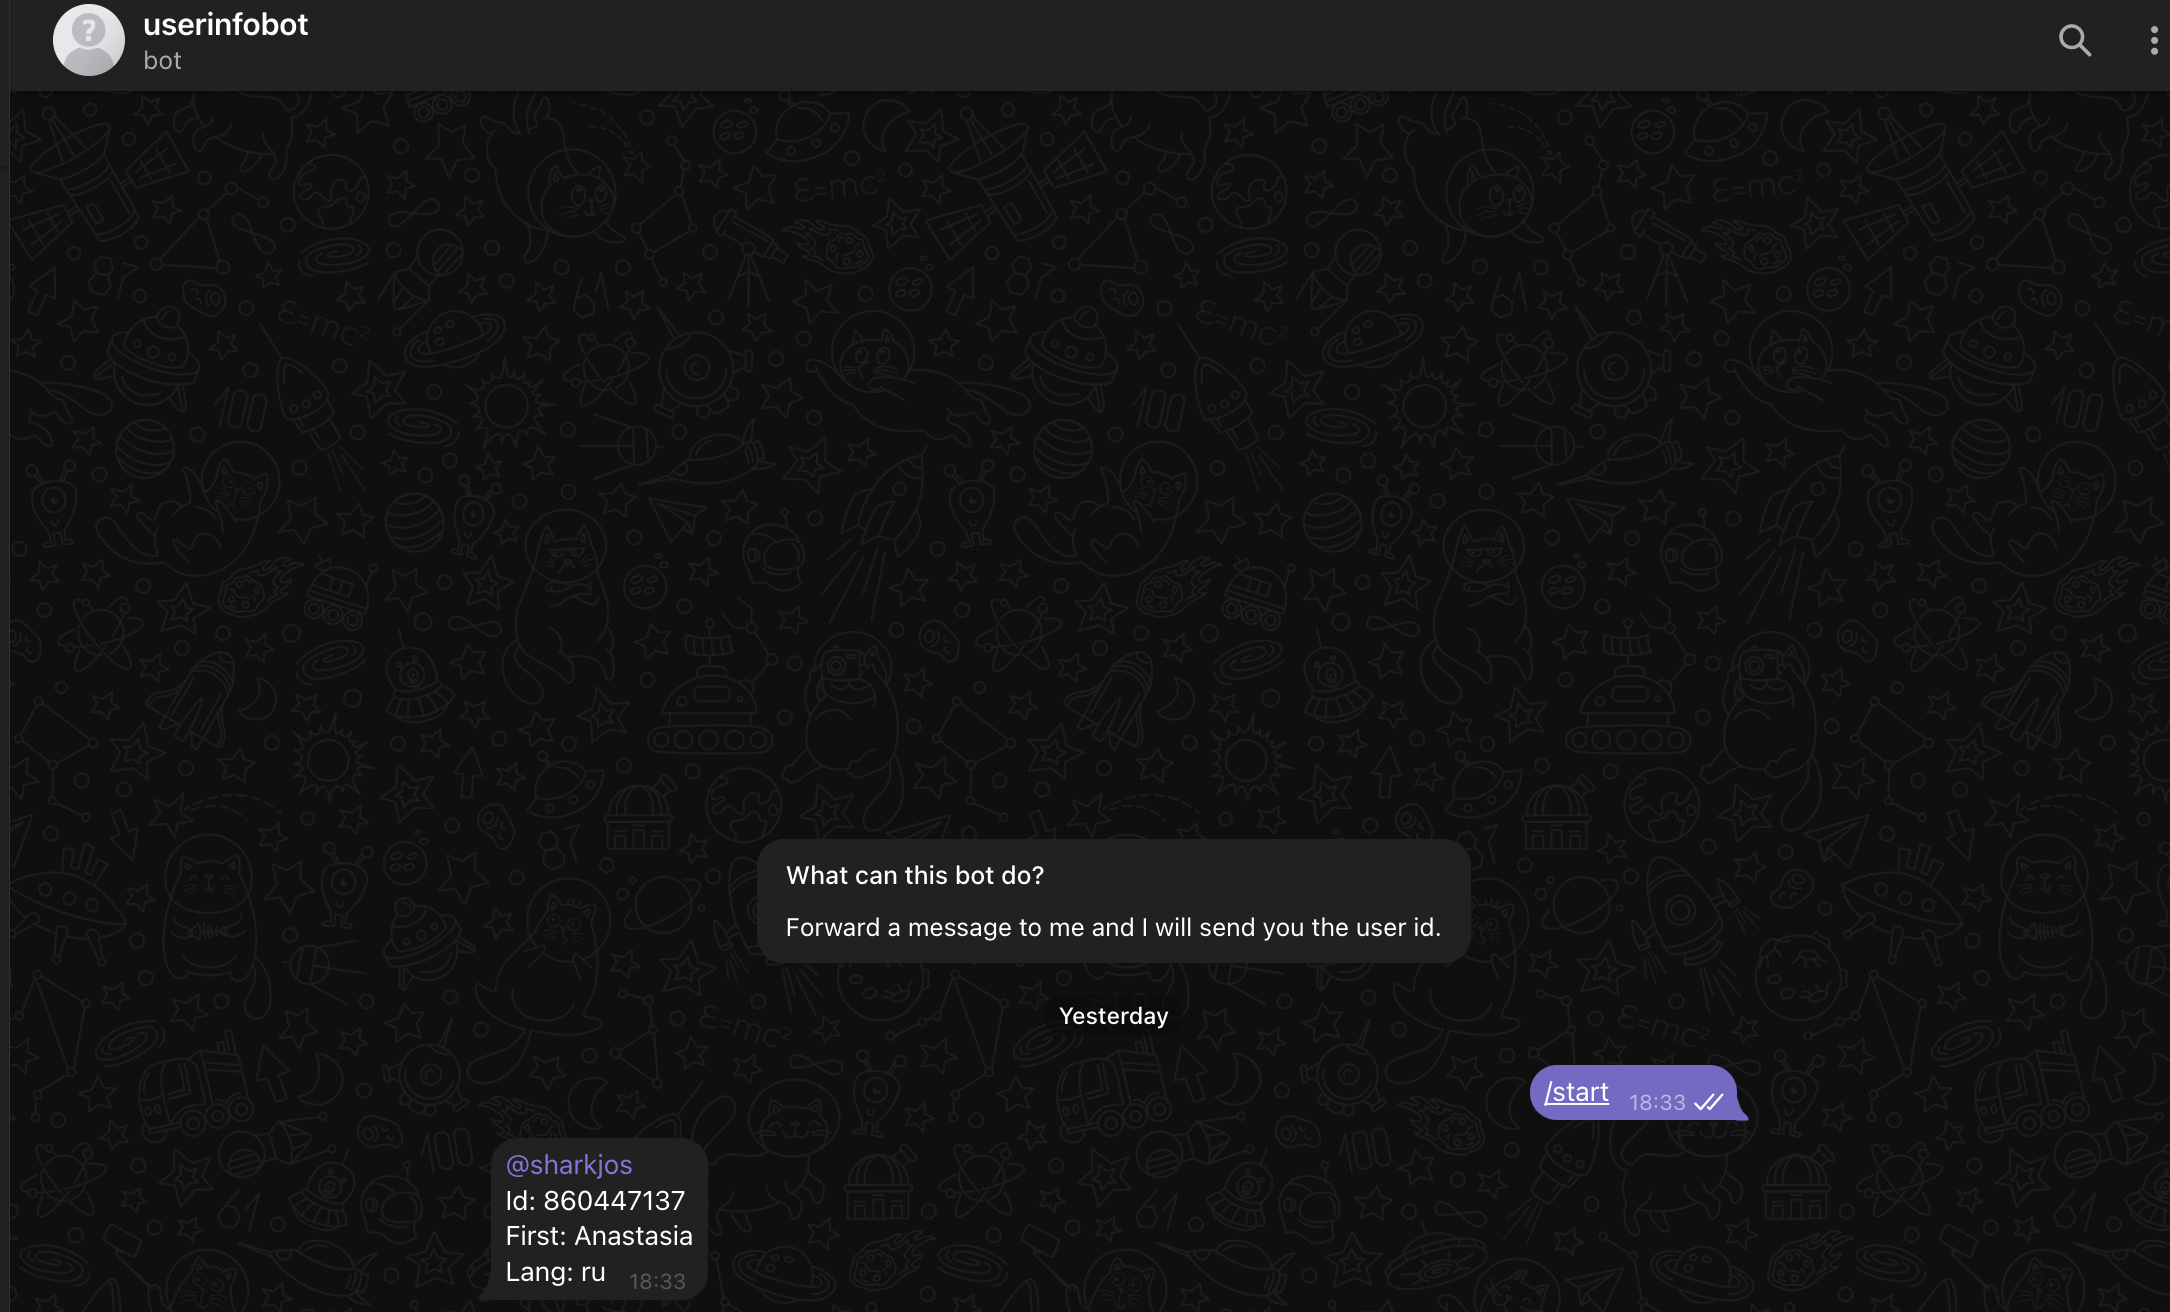 userinfobot
bot
What can this bot do?
Forward a message to me and I will send you the user id.
Yesterday
/start 18:33
@sharkjos
Id: 860447137
First: Anastasia
Lang: ru 18:33